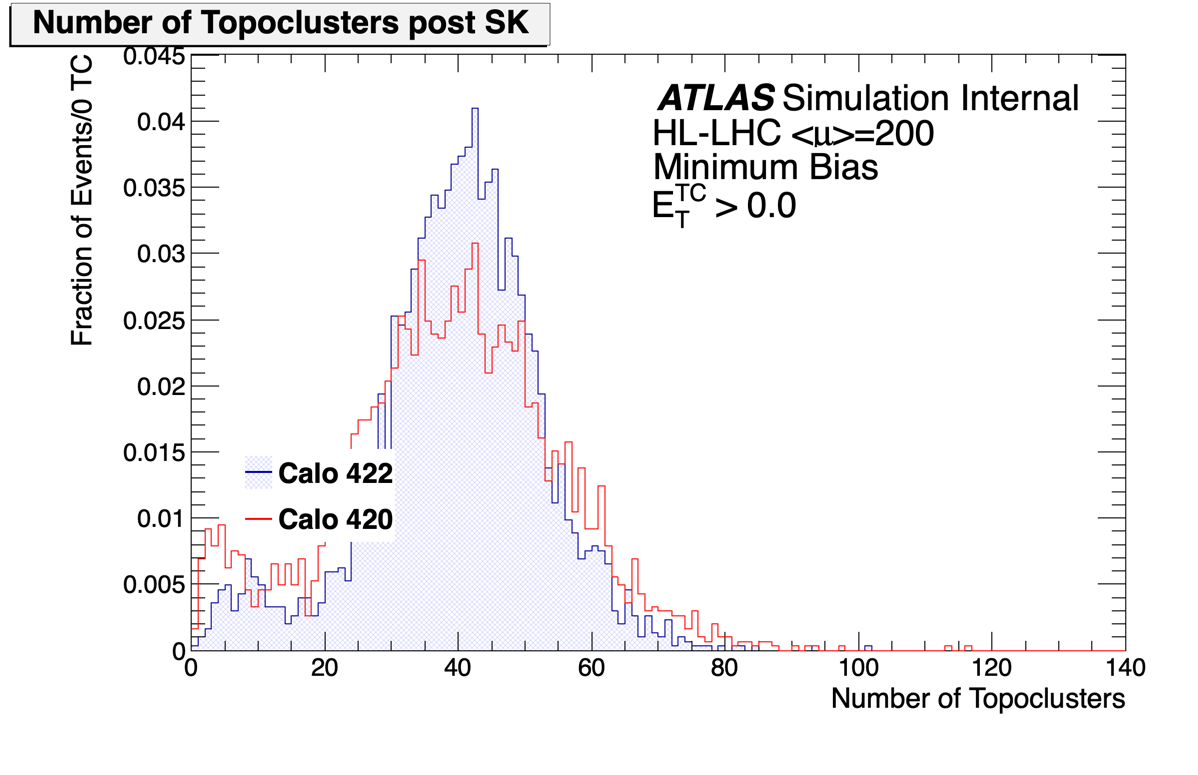 Number of Topoclusters post SK
Fraction of Events/0 TC
0.045
0.04
0.035
0.03
0.025
0.02
0.015
0.01
0.005
0
ATLAS Simulation Internal
HL-LHC <μ>=200
Minimum Bias
E_T^TC > 0.0
Calo 422
Calo 420
0 20 40 60 80 100 120 140
Number of Topoclusters